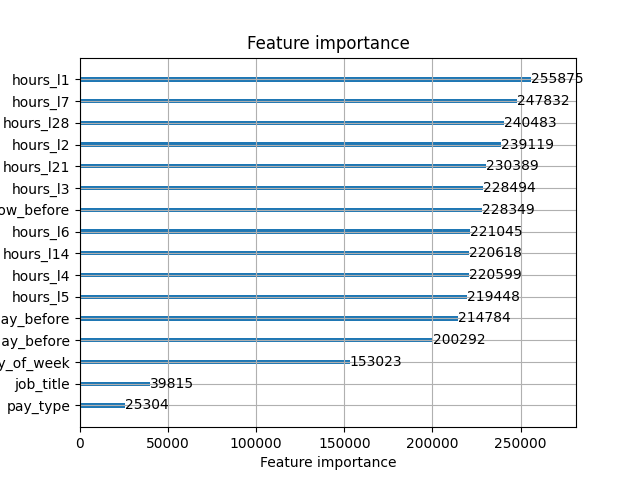 Feature importance
hours_l1 255875
hours_l7 247832
hours_l28 240483
hours_l2 239119
hours_l21 230389
hours_l3 228494
ow_before 228349
hours_l6 221045
hours_l14 220618
hours_l4 220599
hours_l5 219448
ay_before 214784
ay_before 200292
y_of_week 153023
job_title 39815
pay_type 25304
0 50000 100000 150000 200000 250000
Feature importance